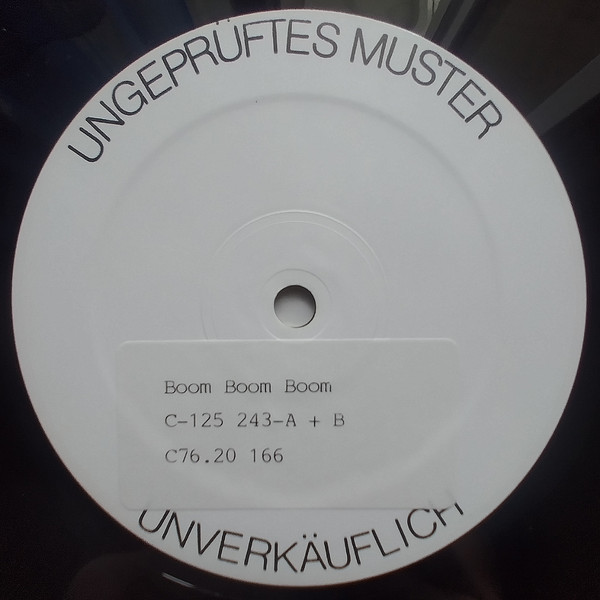 UNGEPRÜFTES MUSTER
Boom Boom Boom
C-125 243-A + B
C76.20 166
UNVERKÄUFLICH